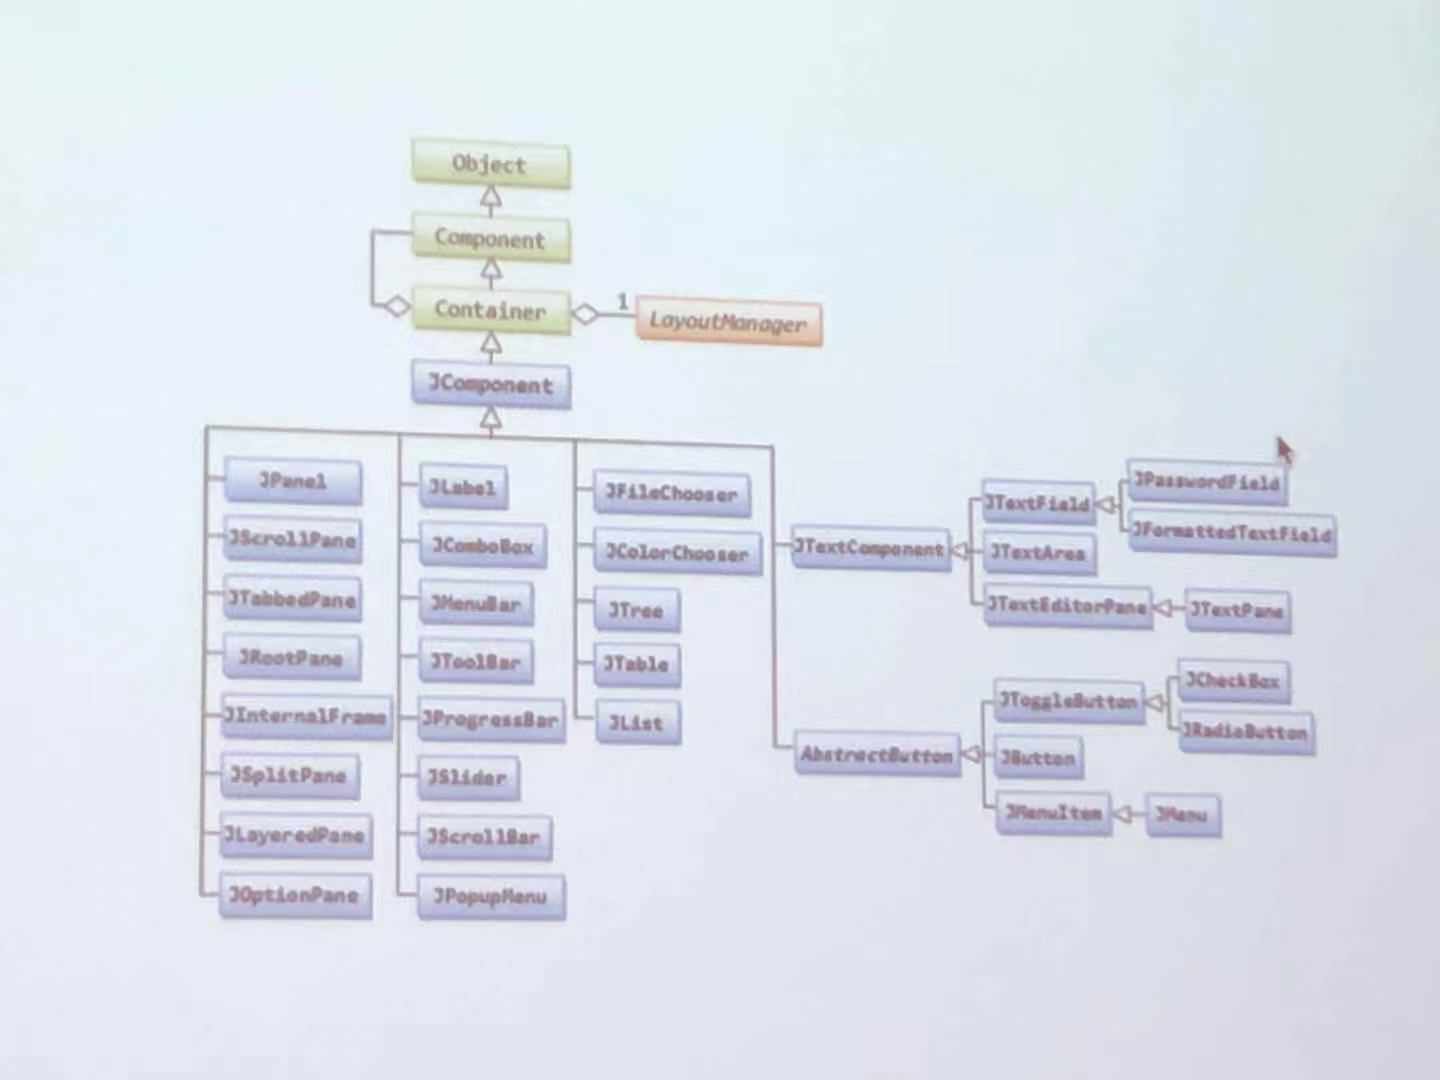 Object
Component
Container
1
LayoutManager
JComponent
JPanel
JScrollPane
JTabbedPane
JRootPane
JInternalFrame
JSplitPane
JLayeredPane
JOptionPane
JLabel
JComboBox
JMenuBar
JToolBar
JProgressBar
JSlider
JScrollBar
JPopupMenu
JFileChooser
JColorChooser
JTree
JTable
JList
JTextComponent
JTextField
JPasswordField
JFormattedTextField
JTextArea
JTextEditorPane
JTextPane
AbstractButton
JToggleButton
JCheckBox
JRadioButton
JButton
JMenuItem
JMenu